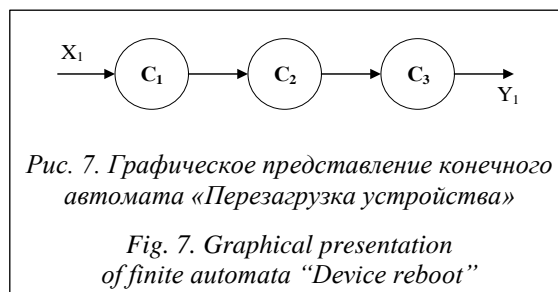 X₁ C₁ C₂ C₃ Y₁
Рис. 7. Графическое представление конечного
автомата «Перезагрузка устройства»
Fig. 7. Graphical presentation
of finite automata “Device reboot”